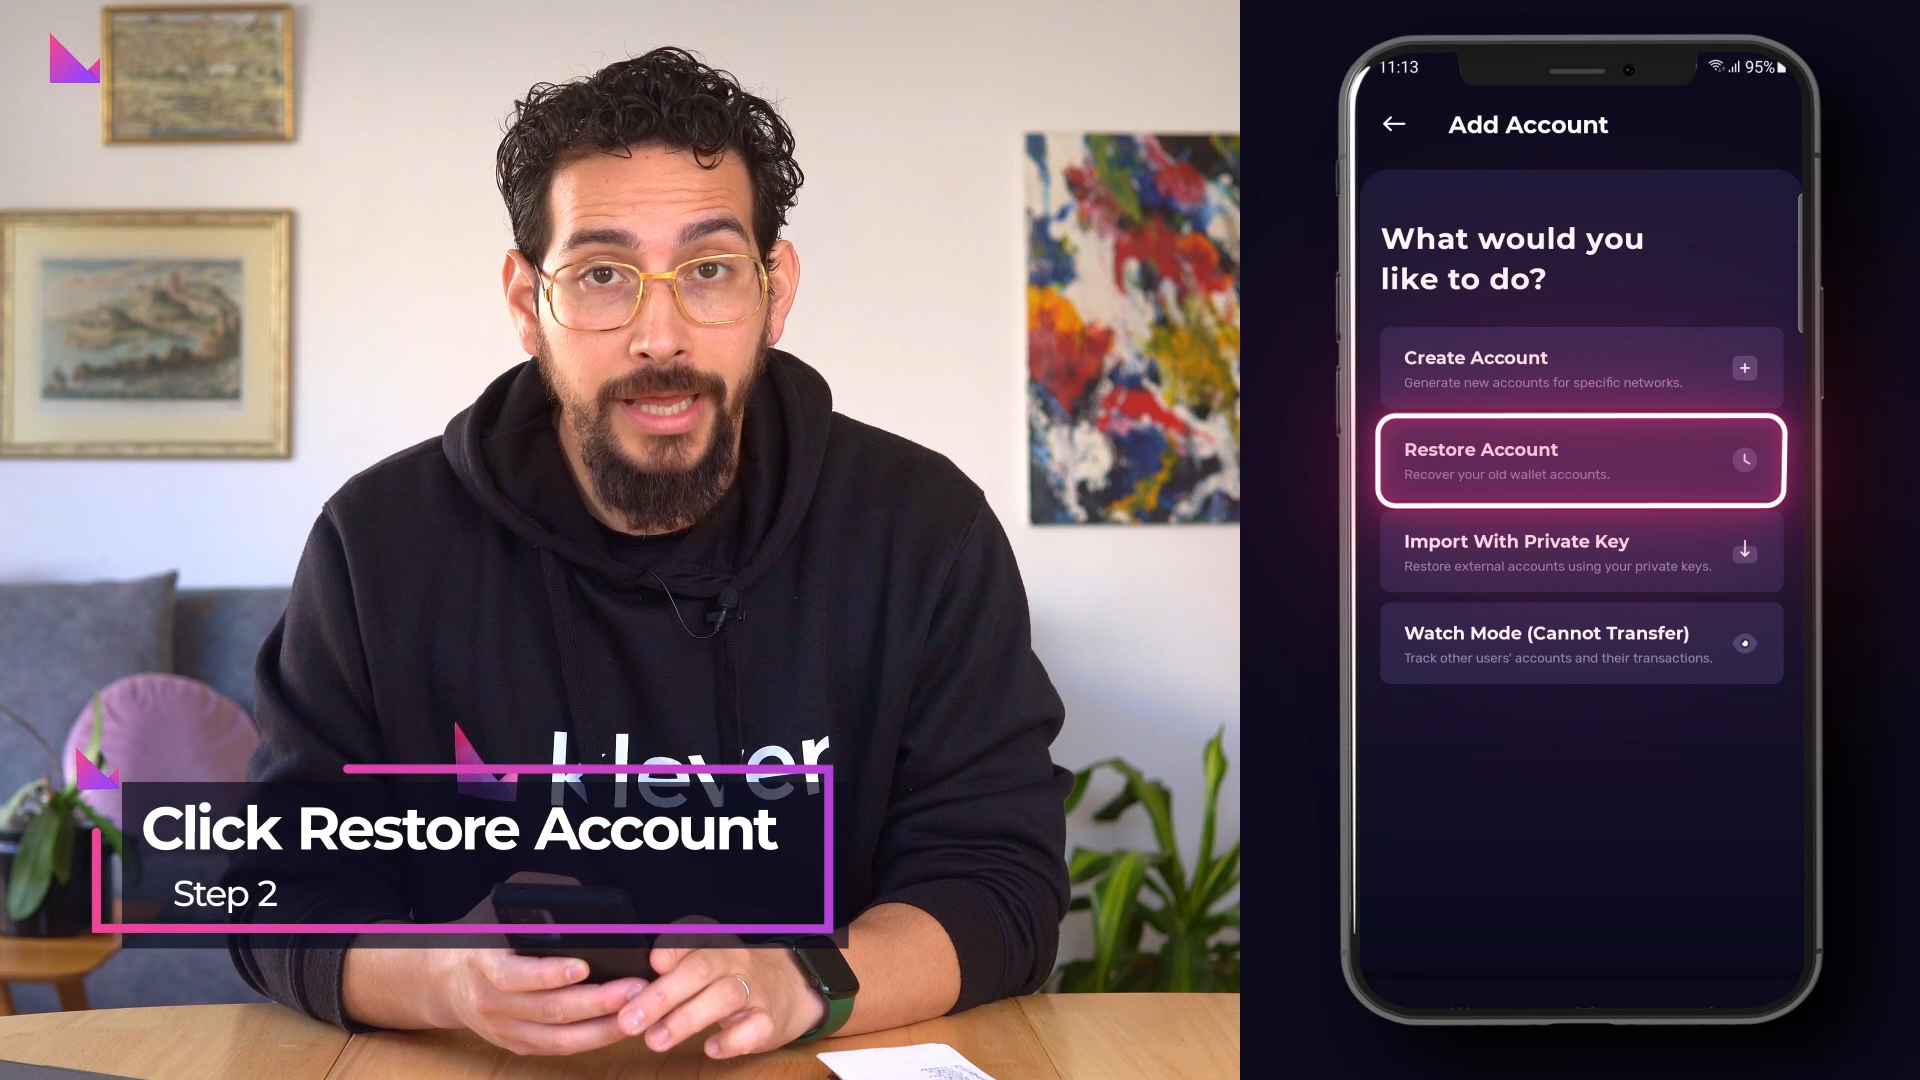 klever
Click Restore Account
Step 2
11:13
95%
Add Account
What would you
like to do?
Create Account
Generate new accounts for specific networks.
Restore Account
Recover your old wallet accounts.
Import With Private Key
Restore external accounts using your private keys.
Watch Mode (Cannot Transfer)
Track other users' accounts and their transactions.